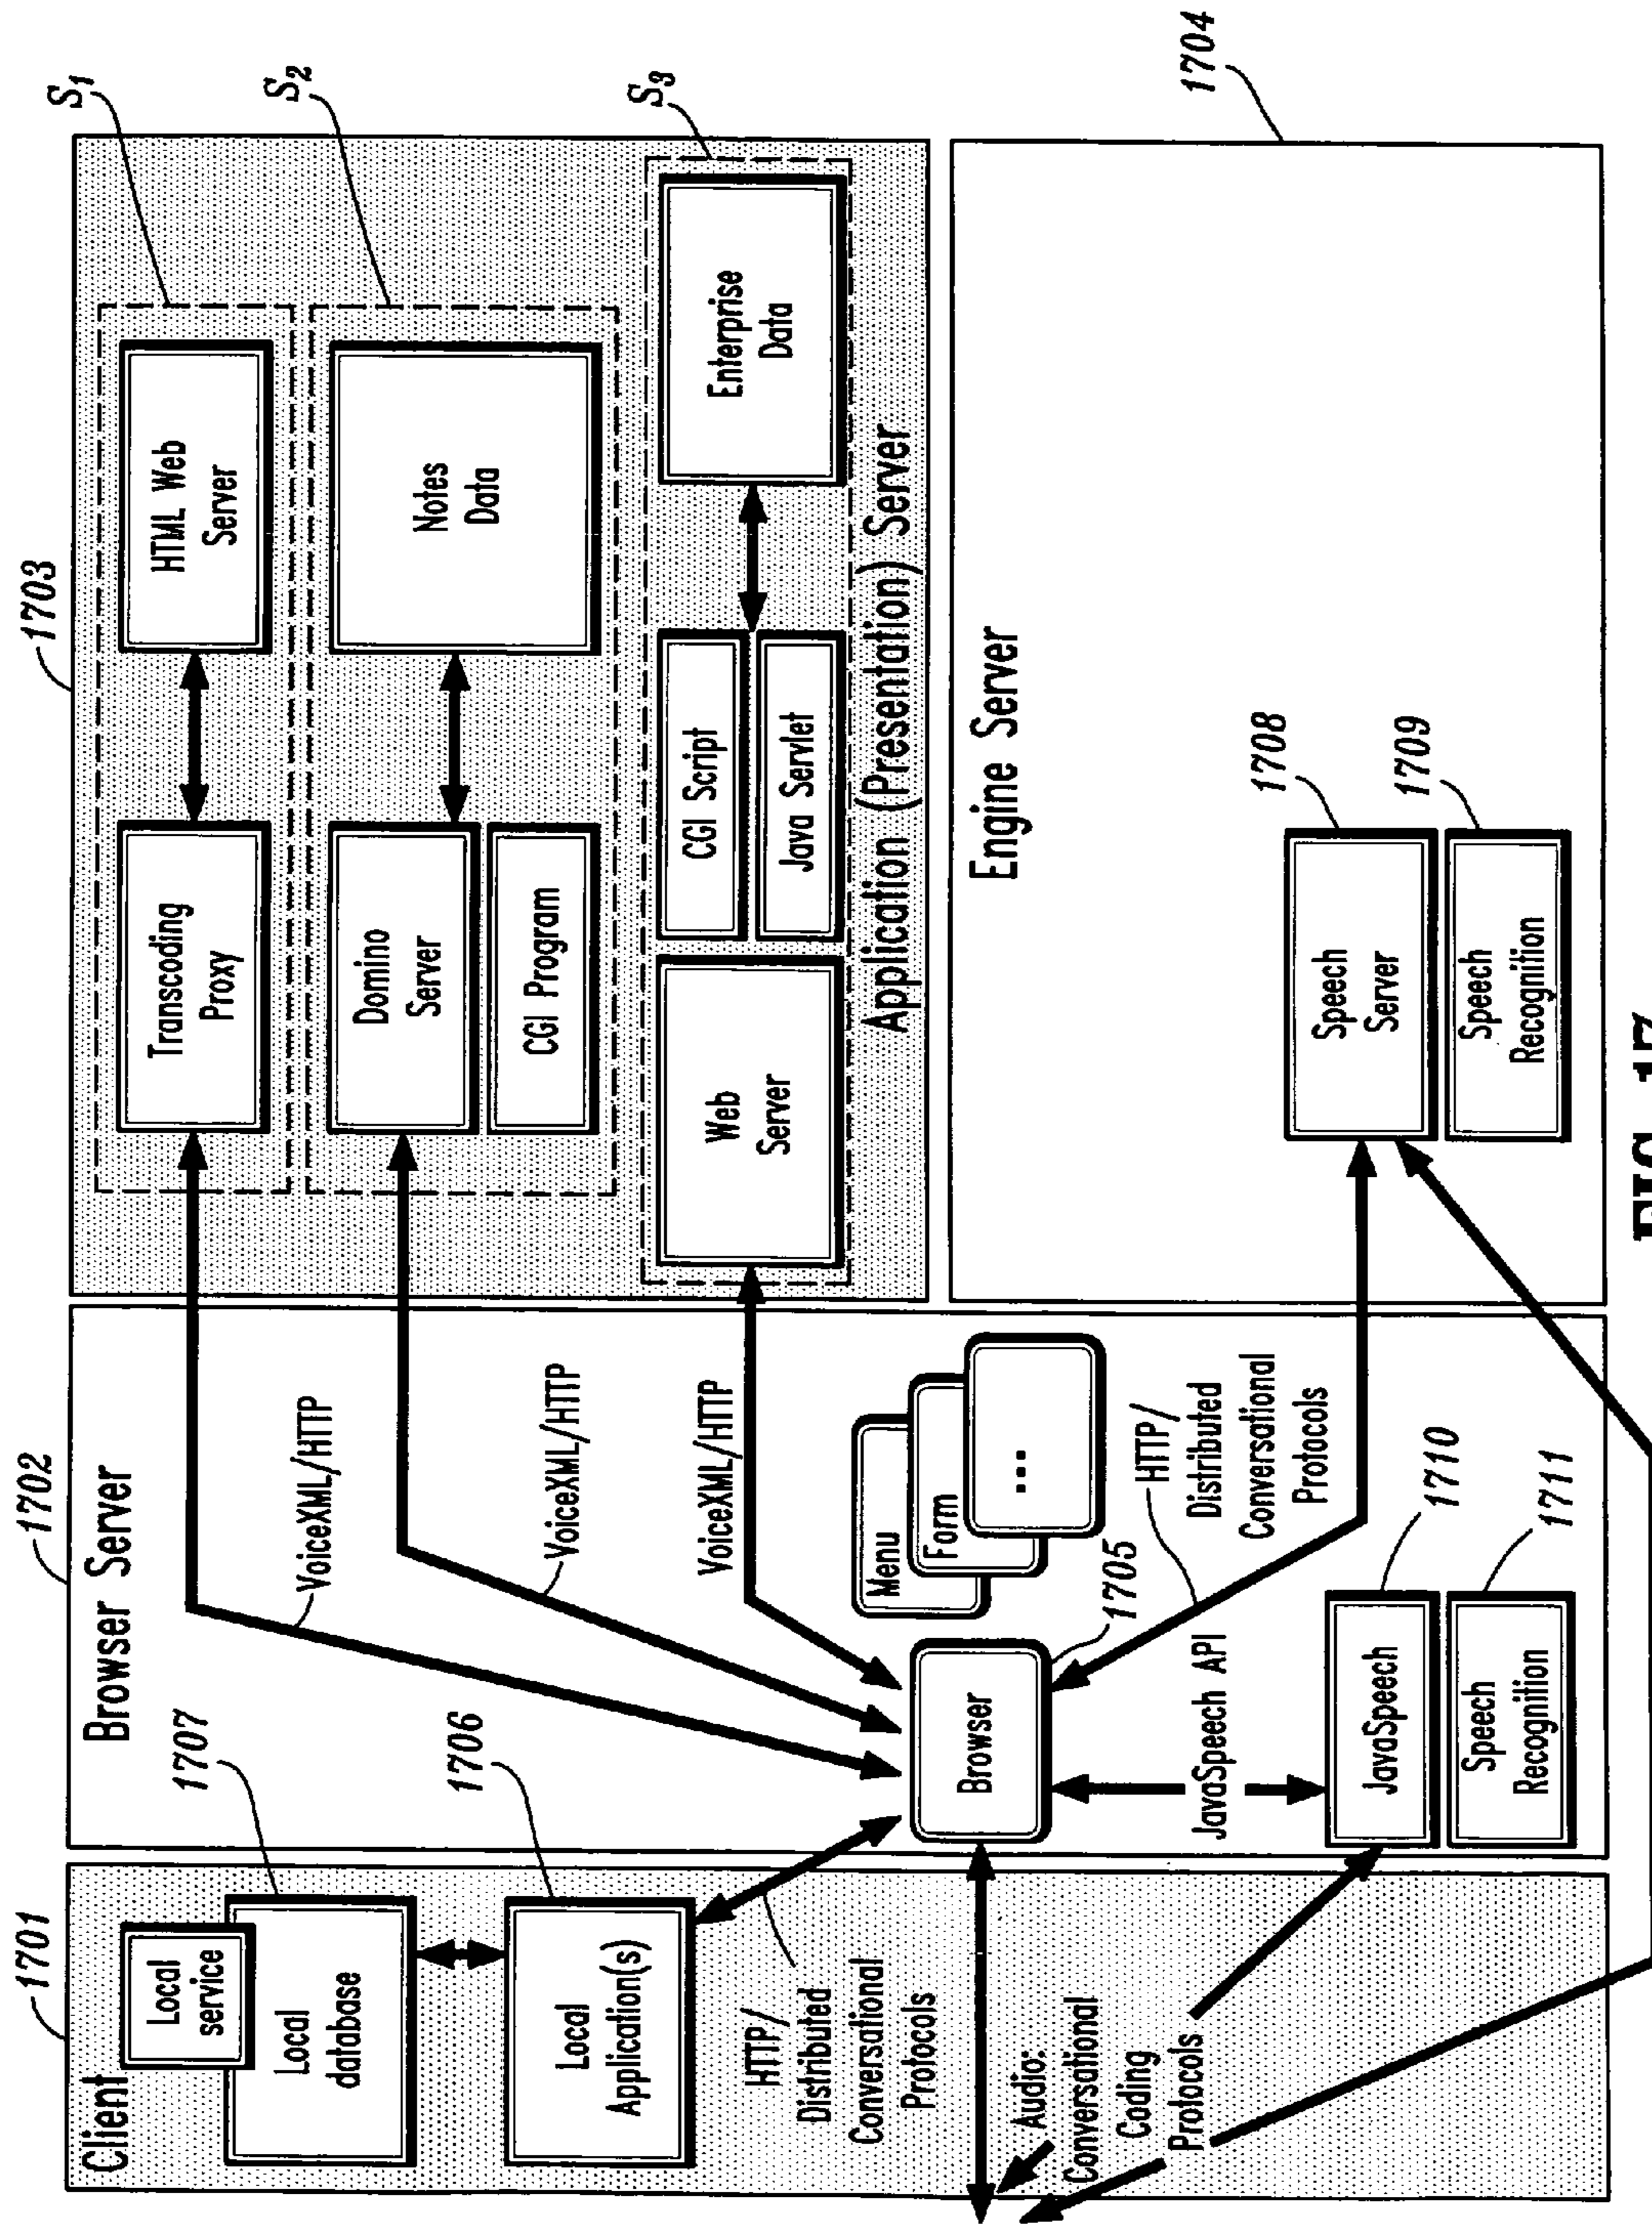 1701
Client
Local
service
Local
database
Local
Application(s)
HTTP/
Distributed
Conversational
Protocols
Audio:
Conversational
Coding
Protocols
1702
Browser Server
1707
1706
VoiceXML/HTTP
VoiceXML/HTTP
VoiceXML/HTTP
Menu
Form
...
Browser
1705
HTTP/
Distributed
Conversational
Protocols
JavaSpeech API
JavaSpeech
1710
Speech
Recognition
1711
1703
S1
Transcoding
Proxy
HTML Web
Server
S2
Domino
Server
CGI Program
Notes
Data
S3
Web
Server
CGI Script
Java Servlet
Enterprise
Data
Application (Presentation) Server
Engine Server
1704
Speech
Server
1708
Speech
Recognition
1709
FIG. 17